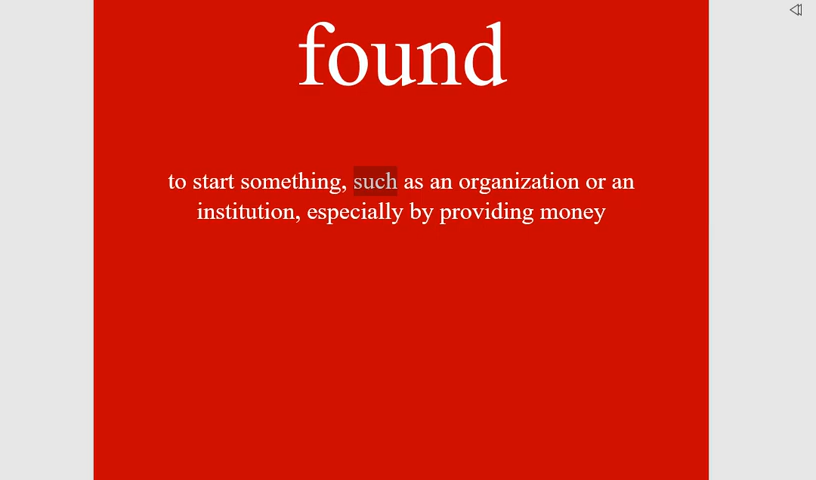 found
to start something, such as an organization or an
institution, especially by providing money